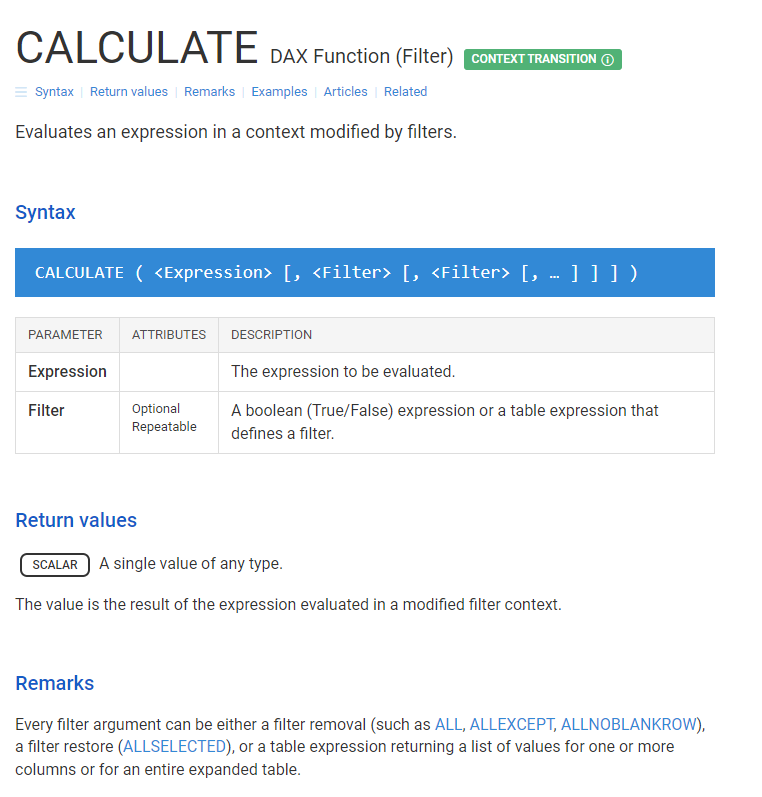 CALCULATE DAX Function (Filter) CONTEXT TRANSITION
Syntax | Return values | Remarks | Examples | Articles | Related
Evaluates an expression in a context modified by filters.
Syntax
CALCULATE ( <Expression> [, <Filter> [, <Filter> [, … ] ] ] )
PARAMETER ATTRIBUTES DESCRIPTION
Expression The expression to be evaluated.
Filter Optional Repeatable A boolean (True/False) expression or a table expression that
defines a filter.
Return values
SCALAR A single value of any type.
The value is the result of the expression evaluated in a modified filter context.
Remarks
Every filter argument can be either a filter removal (such as ALL, ALLEXCEPT, ALLNOBLANKROW),
a filter restore (ALLSELECTED), or a table expression returning a list of values for one or more
columns or for an entire expanded table.